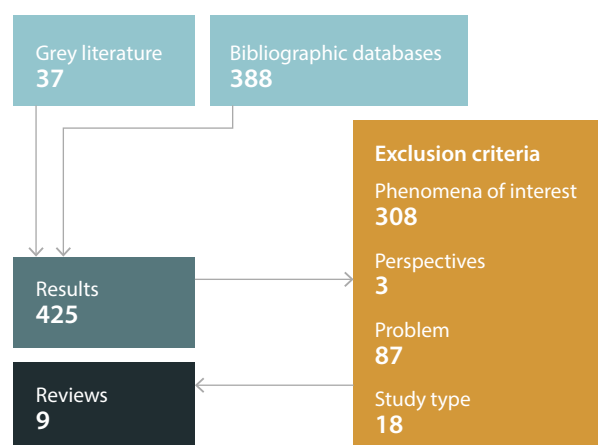 Grey literature
37
Bibliographic databases
388
Results
425
Exclusion criteria
Phenomena of interest
308
Perspectives
3
Problem
87
Study type
18
Reviews
9